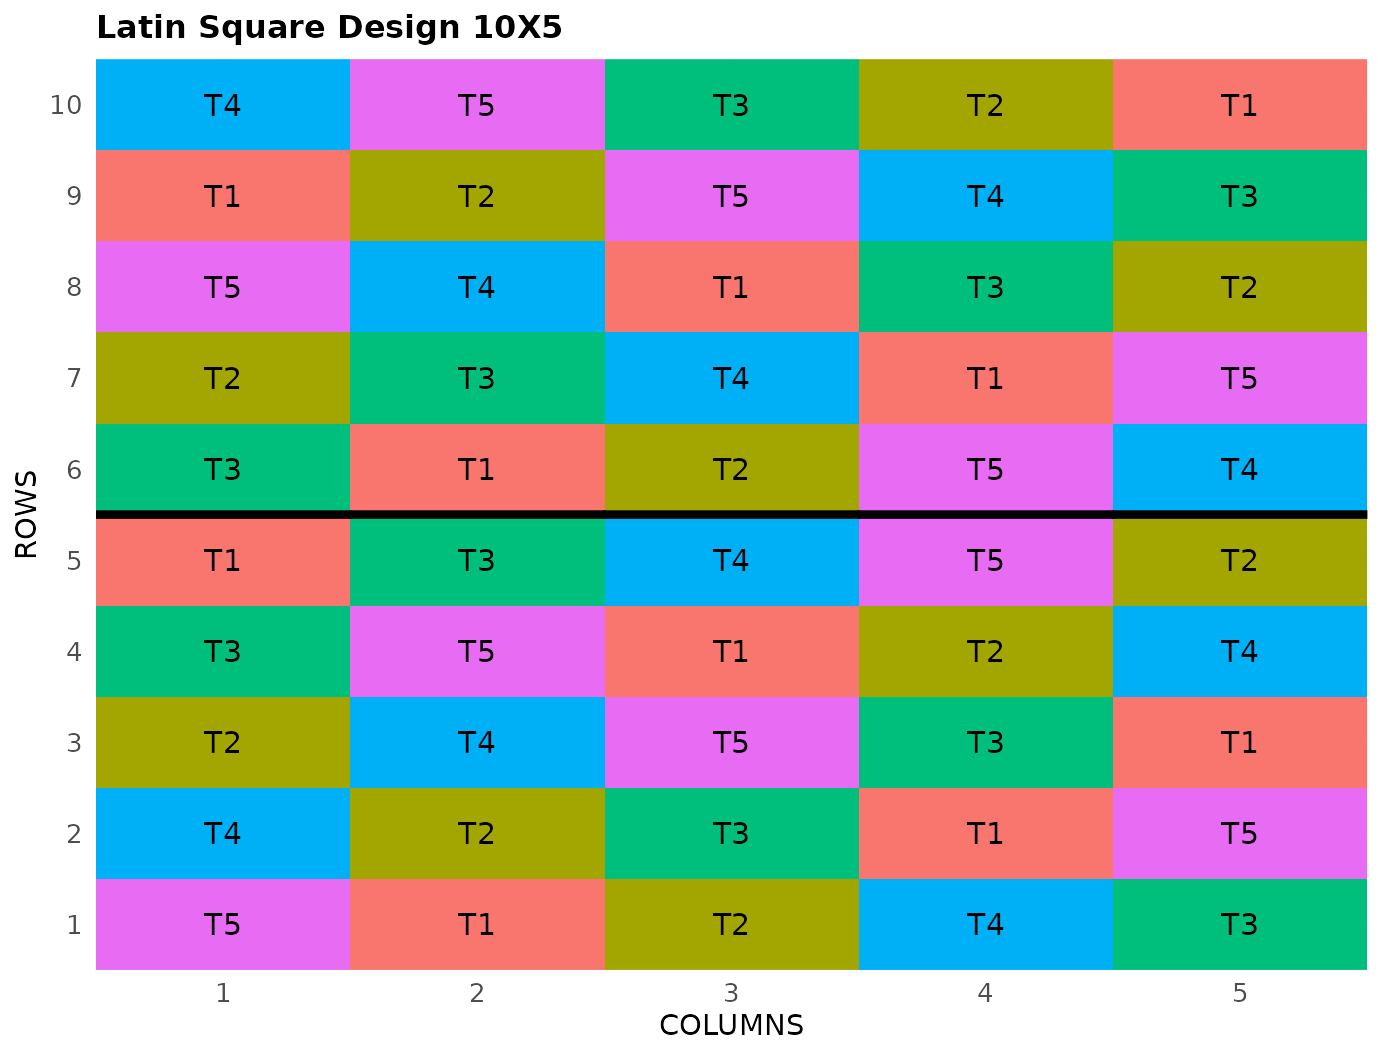 Latin Square Design 10X5
10 T4 T5 T3 T2 T1
9 T1 T2 T5 T4 T3
8 T5 T4 T1 T3 T2
7 T2 T3 T4 T1 T5
6 T3 T1 T2 T5 T4
ROWS
5 T1 T3 T4 T5 T2
4 T3 T5 T1 T2 T4
3 T2 T4 T5 T3 T1
2 T4 T2 T3 T1 T5
1 T5 T1 T2 T4 T3
1 2 3 4 5
COLUMNS